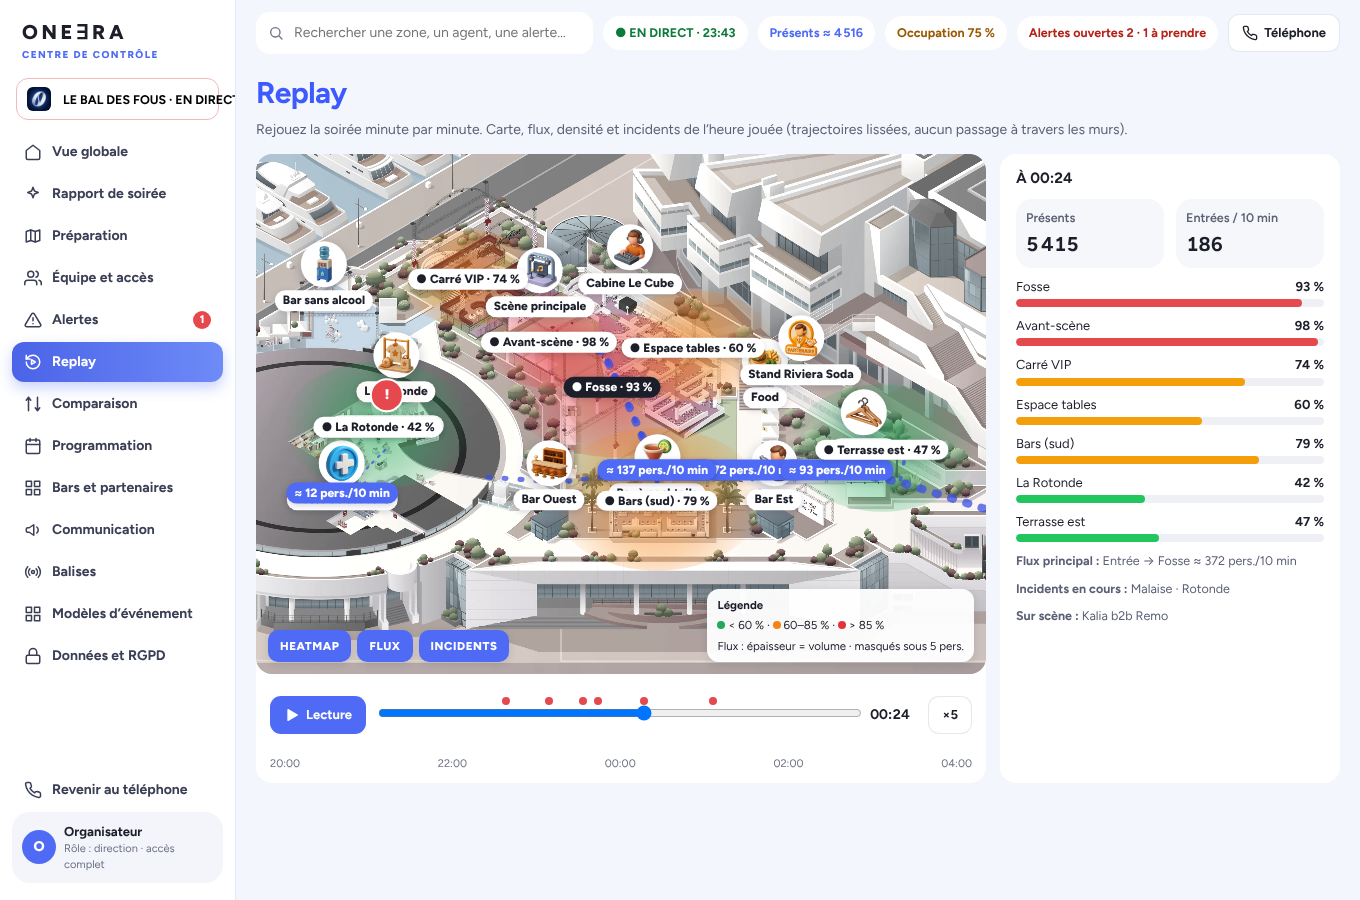 ONEERA
CENTRE DE CONTRÔLE
LE BAL DES FOUS · EN DIRECT
Vue globale
Rapport de soirée
Préparation
Équipe et accès
Alertes
1
Replay
Comparaison
Programmation
Bars et partenaires
Communication
Balises
Modèles d’événement
Données et RGPD
Revenir au téléphone
O
Organisateur
Rôle : direction · accès
complet
Rechercher une zone, un agent, une alerte…
EN DIRECT · 23:43
Présents ≈ 4 516
Occupation 75 %
Alertes ouvertes 2 · 1 à prendre
Téléphone
Replay
Rejouez la soirée minute par minute. Carte, flux, densité et incidents de l’heure jouée (trajectoires lissées, aucun passage à travers les murs).
Carré VIP · 74 %
Cabine Le Cube
Bar sans alcool
Scène principale
Avant-scène · 98 %
Espace tables · 60 %
PARTENAIRE
Stand Riviera Soda
Fosse · 93 %
Food
!
La Rotonde · 42 %
Terrasse est · 47 %
≈ 137 pers./10 min
≈ 93 pers./10 min
≈ 12 pers./10 min
Bar Ouest
Bars (sud) · 79 %
Bar Est
Légende
< 60 % · 60–85 % · > 85 %
Flux : épaisseur = volume · masqués sous 5 pers.
HEATMAP
FLUX
INCIDENTS
Lecture
00:24
×5
20:00
22:00
00:00
02:00
04:00
À 00:24
Présents
5 415
Entrées / 10 min
186
Fosse
93 %
Avant-scène
98 %
Carré VIP
74 %
Espace tables
60 %
Bars (sud)
79 %
La Rotonde
42 %
Terrasse est
47 %
Flux principal : Entrée → Fosse ≈ 372 pers./10 min
Incidents en cours : Malaise · Rotonde
Sur scène : Kalia b2b Remo